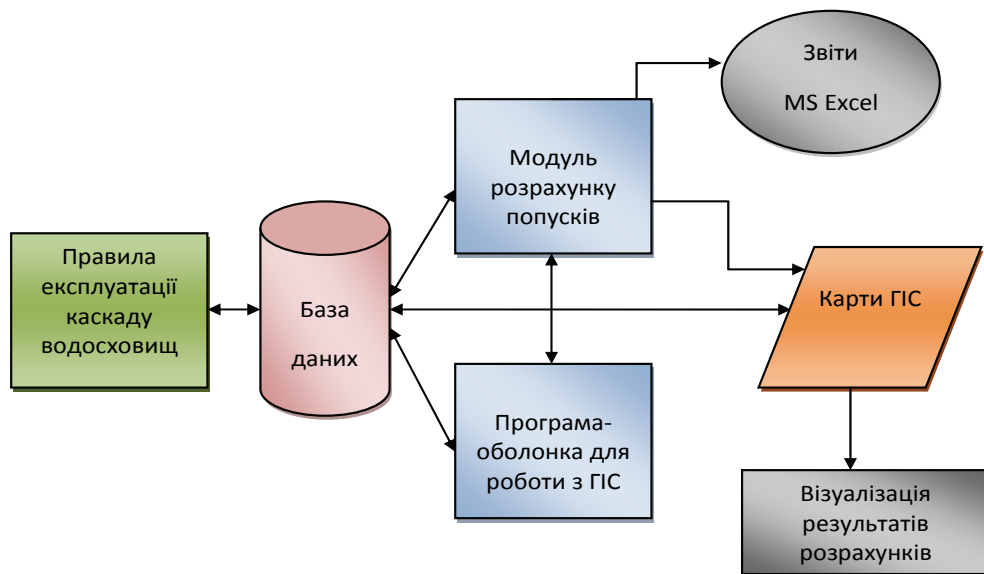 Звіти
MS Excel
Модуль
розрахунку
попусків
Правила
експлуатації
каскаду
водосховищ
База
даних
Карти ГІС
Програма-
оболонка для
роботи з ГІС
Візуалізація
результатів
розрахунків